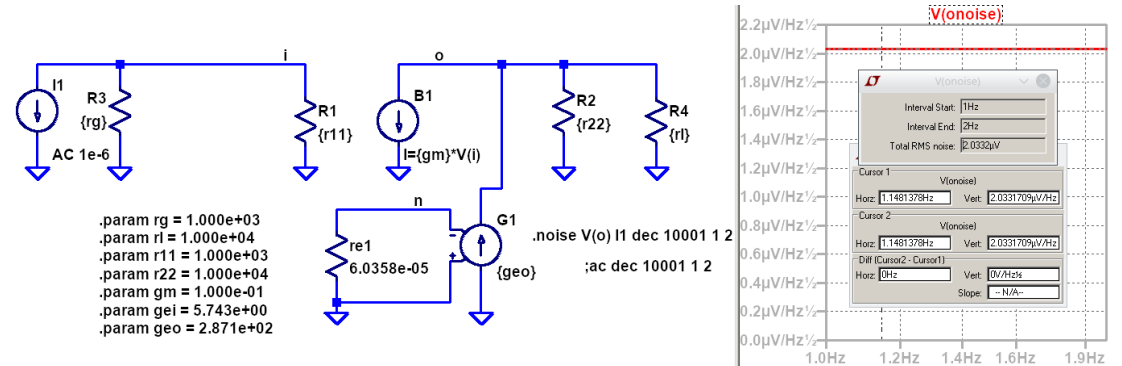 i
I1
R3
{rg}
AC 1e-6
R1
{r11}
o
B1
I={gm}*V(i)
R2
{r22}
R4
{rl}
n
G1
{geo}
re1
6.0358e-05
.noise V(o) I1 dec 10001 1 2
;ac dec 10001 1 2
.param rg = 1.000e+03
.param rl = 1.000e+04
.param r11 = 1.000e+03
.param r22 = 1.000e+04
.param gm = 1.000e-01
.param gei = 5.743e+00
.param geo = 2.871e+02
V(onoise)
2.2µV/Hz½
2.0µV/Hz½
1.8µV/Hz½
1.6µV/Hz½
1.4µV/Hz½
1.2µV/Hz½
1.0µV/Hz½
0.8µV/Hz½
0.6µV/Hz½
0.4µV/Hz½
0.2µV/Hz½
0.0µV/Hz½
1.0Hz 1.2Hz 1.4Hz 1.6Hz 1.9Hz
V(onoise)
Interval Start: 1Hz
Interval End: 2Hz
Total RMS noise: 2.0332µV
Cursor 1
V(onoise)
Horz: 1.1481378Hz Vert: 2.0331709µV/Hz
Cursor 2
V(onoise)
Horz: 1.1481378Hz Vert: 2.0331709µV/Hz
Diff (Cursor2 - Cursor1)
Horz: 0Hz Vert: 0V/Hz½
Slope: -- N/A--